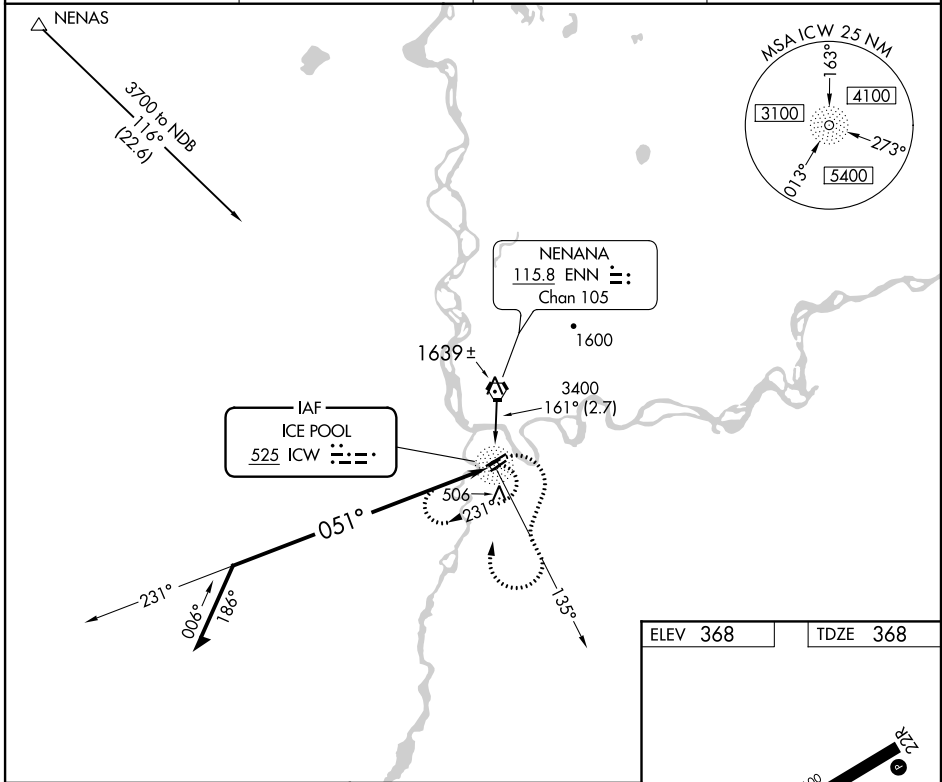 NENAS
3700 to NDB
116°
(22.6)
MSA ICW 25 NM
163°
3100
4100
273°
013°
5400
NENANA
115.8 ENN
Chan 105
1600
1639 ±
3400
161° (2.7)
IAF
ICE POOL
525 ICW
506
231°
051°
231°
006°
186°
135°
ELEV 368
TDZE 368
22R
P